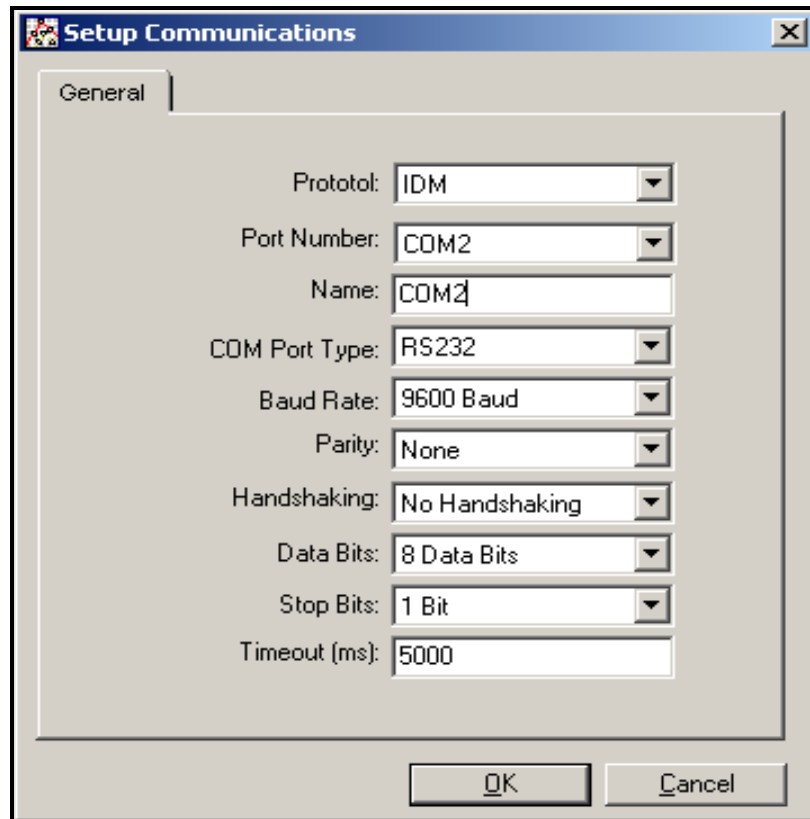 Setup Communications
General
Prototol: IDM
Port Number: COM2
Name: COM2
COM Port Type: RS232
Baud Rate: 9600 Baud
Parity: None
Handshaking: No Handshaking
Data Bits: 8 Data Bits
Stop Bits: 1 Bit
Timeout (ms): 5000
OK Cancel